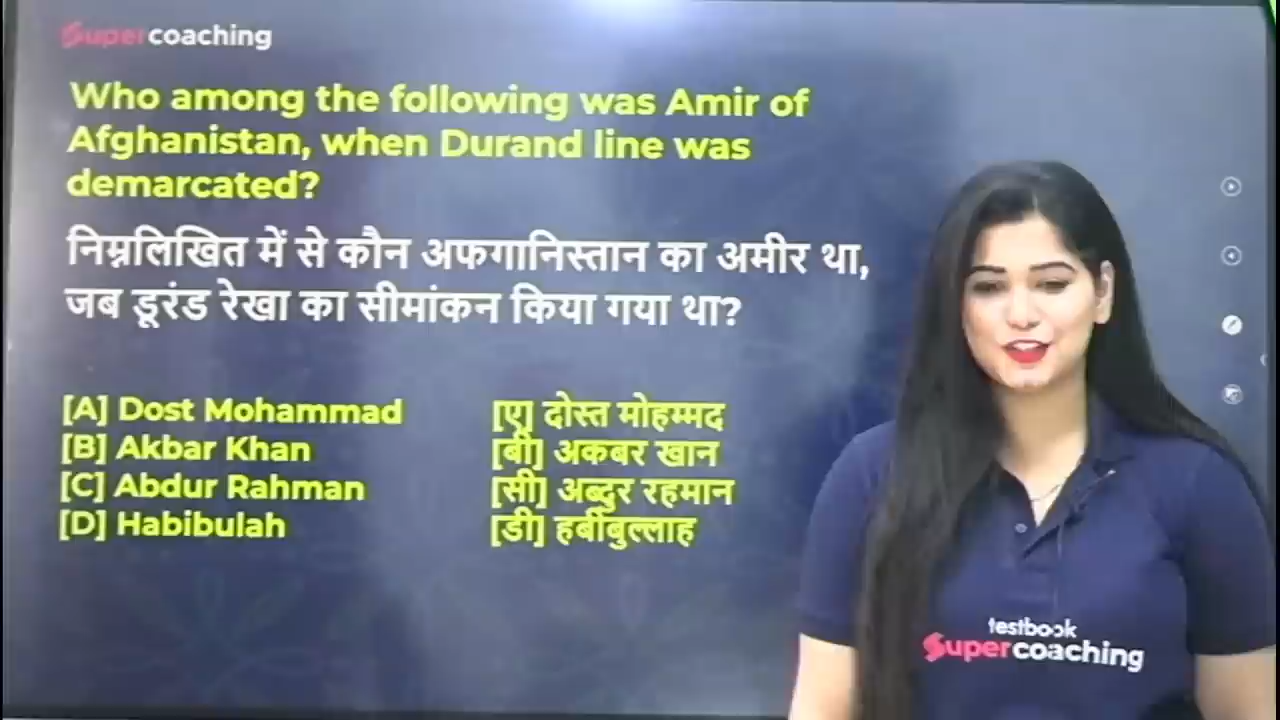 Supercoaching
Who among the following was Amir of
Afghanistan, when Durand line was
demarcated?
निम्नलिखित में से कौन अफगानिस्तान का अमीर था,
जब डूरंड रेखा का सीमांकन किया गया था?
[A] Dost Mohammad
[B] Akbar Khan
[C] Abdur Rahman
[D] Habibulah
[ए] दोस्त मोहम्मद
[बी] अकबर खान
[सी] अब्दुर रहमान
[डी] हबीबुल्लाह
testbook
Supercoaching